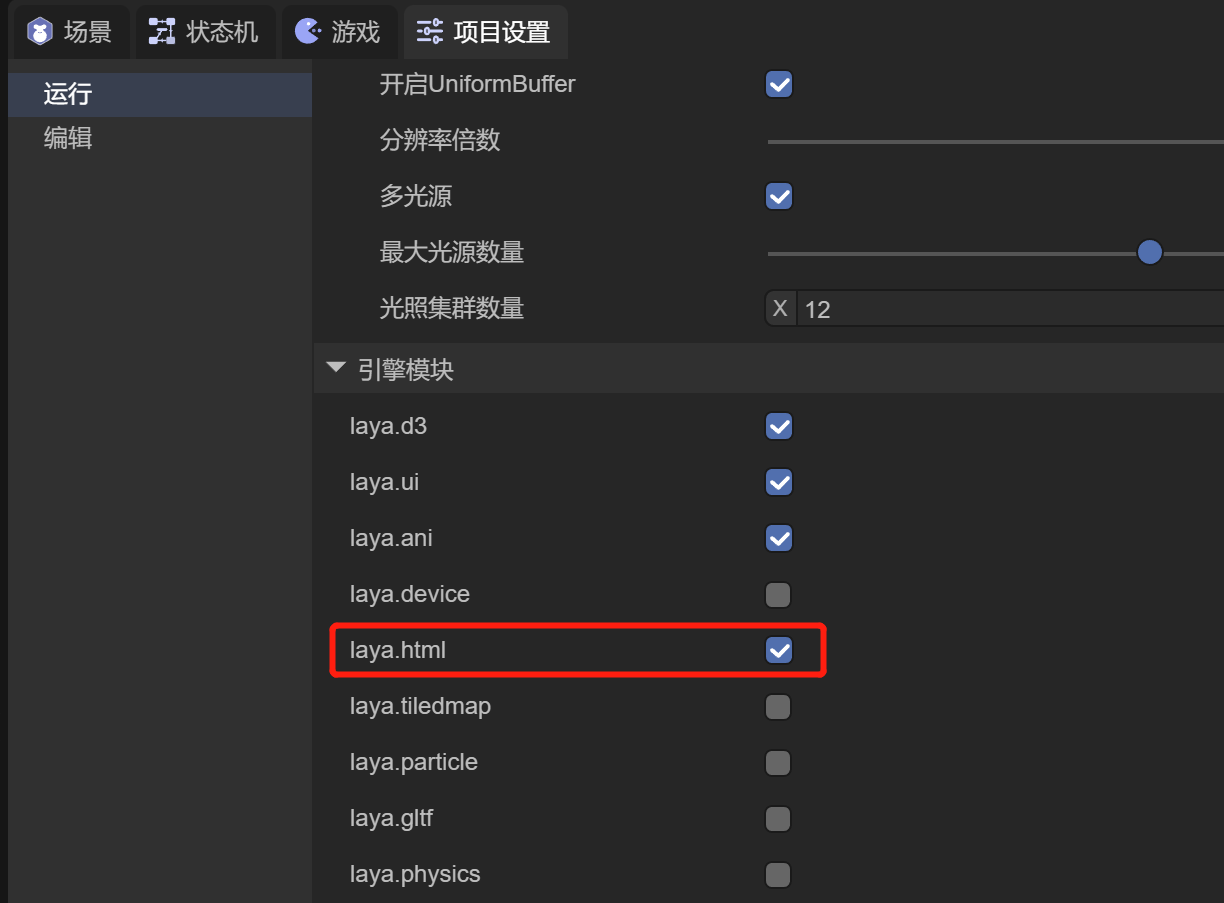 场景 状态机 游戏 项目设置
运行
编辑
开启UniformBuffer
分辨率倍数
多光源
最大光源数量
光照集群数量 X 12
引擎模块
laya.d3
laya.ui
laya.ani
laya.device
laya.html
laya.tiledmap
laya.particle
laya.gltf
laya.physics